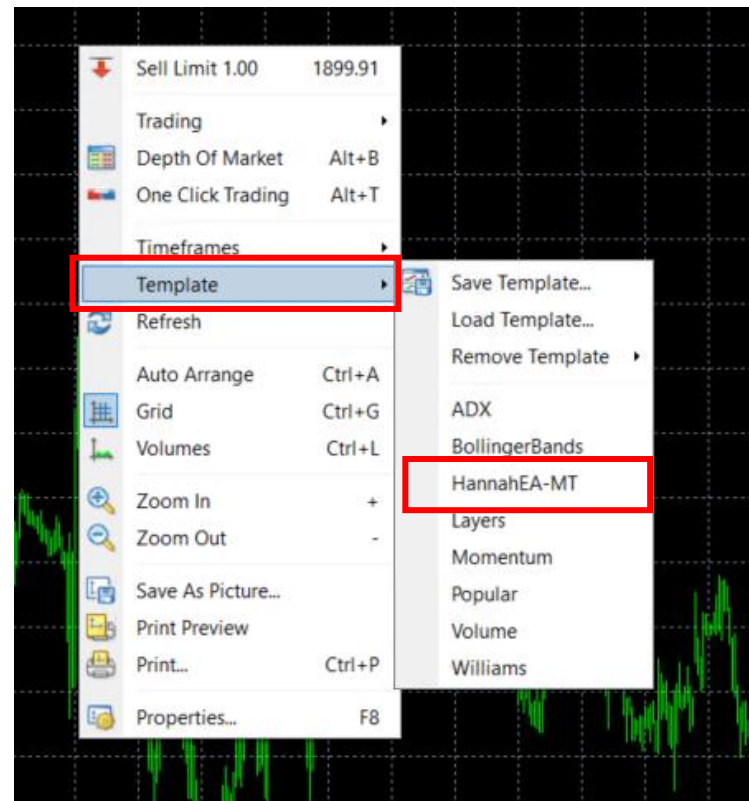 Sell Limit 1.00 1899.91
Trading
Depth Of Market Alt+B
One Click Trading Alt+T
Timeframes
Template
Refresh
Auto Arrange Ctrl+A
Grid Ctrl+G
Volumes Ctrl+L
Zoom In +
Zoom Out -
Save As Picture...
Print Preview
Print... Ctrl+P
Properties... F8
Save Template...
Load Template...
Remove Template
ADX
BollingerBands
HannahEA-MT
Layers
Momentum
Popular
Volume
Williams